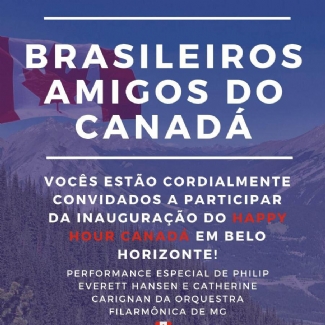 BRASILEIROS
AMIGOS DO
CANADÁ
VOCÊS ESTÃO CORDIALMENTE
CONVIDADOS A PARTICIPAR
DA INAUGURAÇÃO DO HAPPY
HOUR CANADÁ EM BELO
HORIZONTE!
PERFORMANCE ESPECIAL DE PHILIP
EVERETT HANSEN E CATHERINE
CARIGNAN DA ORQUESTRA
FILARMÔNICA DE MG